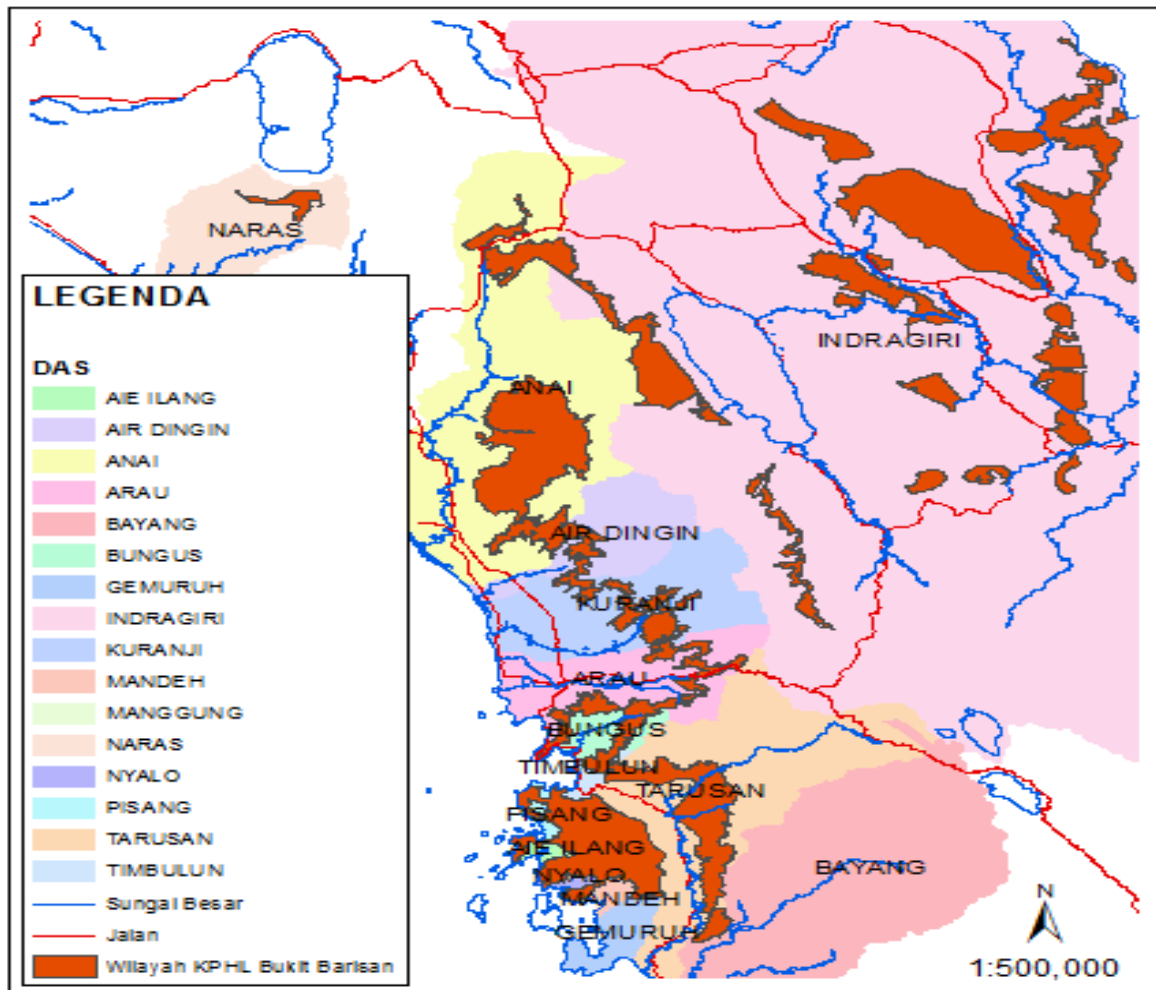 NARAS
INDRAGIRI
ANAI
AIR DINGIN
KURANJI
ARAU
BUNGUS
TIMBULUN
TARUSAN
PISANG
AIE ILANG
BAYANG
NYALO
MANDEH
GEMURUH
N
1:500,000
LEGENDA
DAS
AIE ILANG
AIR DINGIN
ANAI
ARAU
BAYANG
BUNGUS
GEMURUH
INDRAGIRI
KURANJI
MANDEH
MANGGUNG
NARAS
NYALO
PISANG
TARUSAN
TIMBULUN
Sungai Besar
Jalan
Wilayah KPHL Bukit Barisan